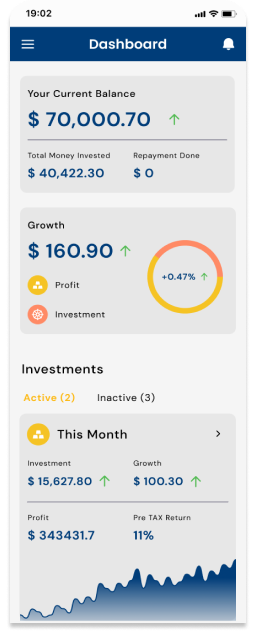 19:02
Dashboard
Your Current Balance
$ 70,000.70
Total Money Invested Repayment Done
$ 40,422.30 $ 0
Growth
$ 160.90
+0.47%
Profit
Investment
Investments
Active (2) Inactive (3)
This Month
Investment Growth
$ 15,627.80 $ 100.30
Profit Pre TAX Return
$ 343431.7 11%